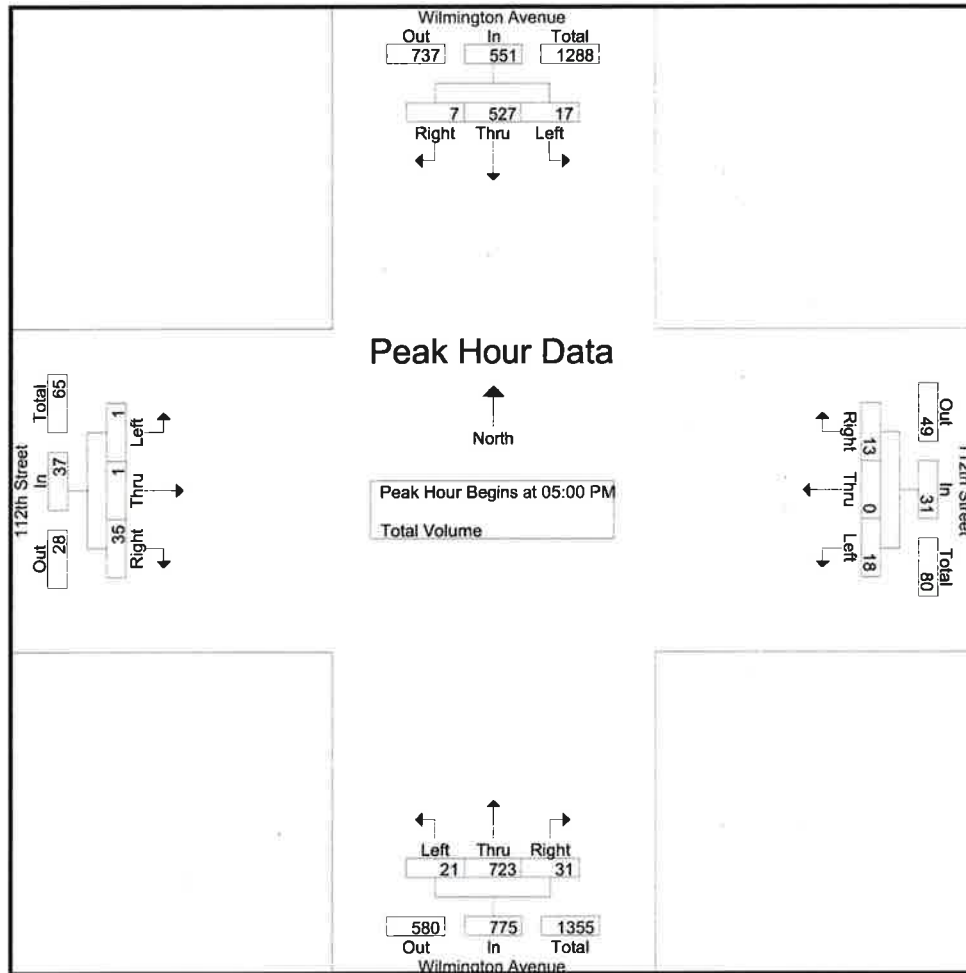 Wilmington Avenue
Out In Total
737 551 1288
7 527 17
Right Thru Left
Peak Hour Data
North
Peak Hour Begins at 05:00 PM
Total Volume
112th Street
Out In Total
28 37 65
35 1 1
Right Thru Left
112th Street
Out In Total
49 31 80
13 0 18
Right Thru Left
Left Thru Right
21 723 31
580 775 1355
Out In Total
Wilmington Avenue